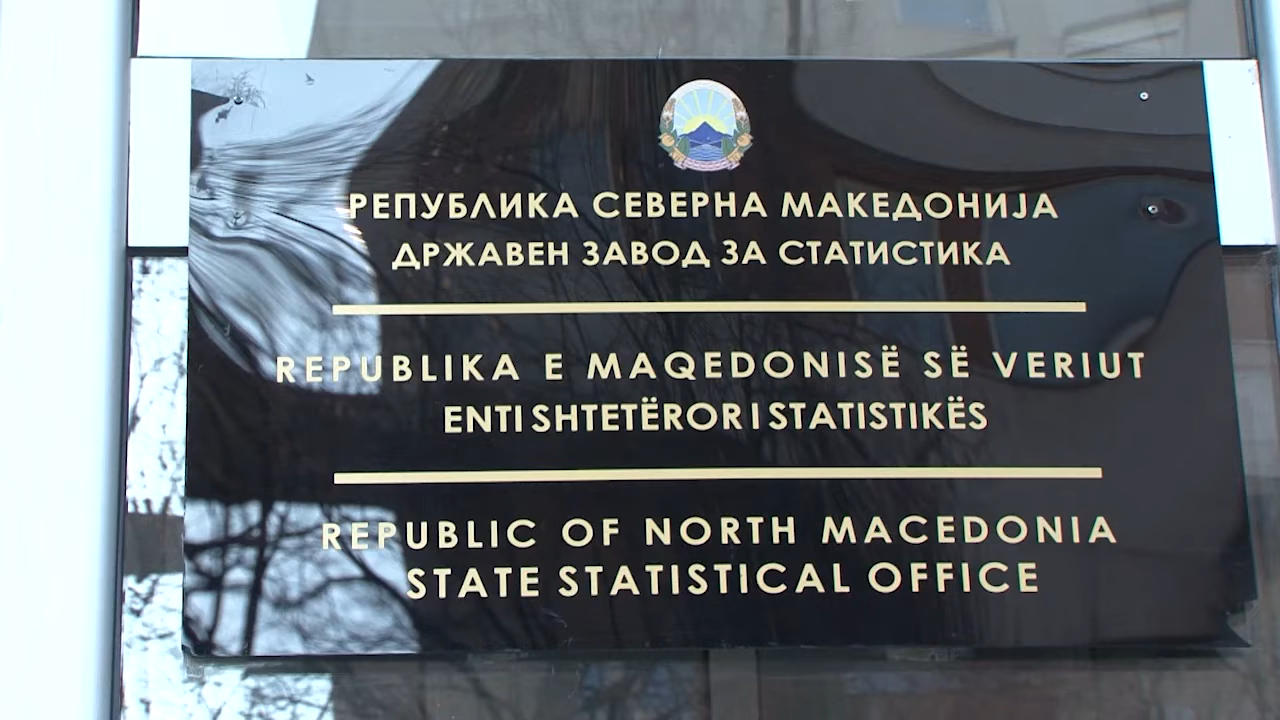 РЕПУБЛИКА СЕВЕРНА МАКЕДОНИЈА
ДРЖАВЕН ЗАВОД ЗА СТАТИСТИКА
REPUBLIKA E MAQEDONISË SË VERIUT
ENTI SHTETËROR I STATISTIKËS
REPUBLIC OF NORTH MACEDONIA
STATE STATISTICAL OFFICE